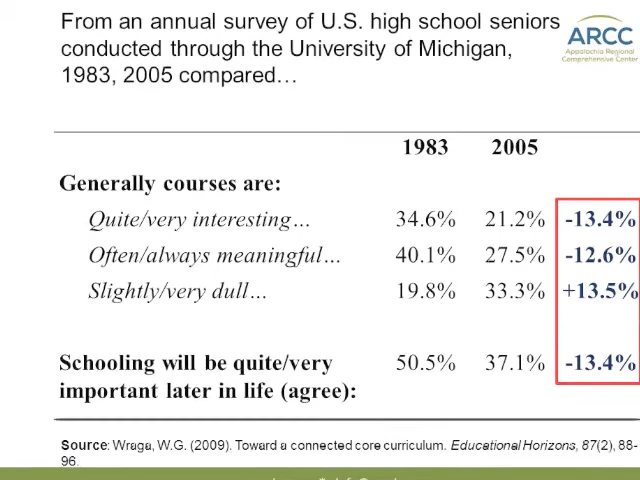 From an annual survey of U.S. high school seniors
conducted through the University of Michigan,
1983, 2005 compared…
ARCC
Appalachia Regional
Comprehensive Center
1983 2005
Generally courses are:
Quite/very interesting… 34.6% 21.2% -13.4%
Often/always meaningful… 40.1% 27.5% -12.6%
Slightly/very dull… 19.8% 33.3% +13.5%
Schooling will be quite/very 50.5% 37.1% -13.4%
important later in life (agree):
Source: Wraga, W.G. (2009). Toward a connected core curriculum. Educational Horizons, 87(2), 88-
96.